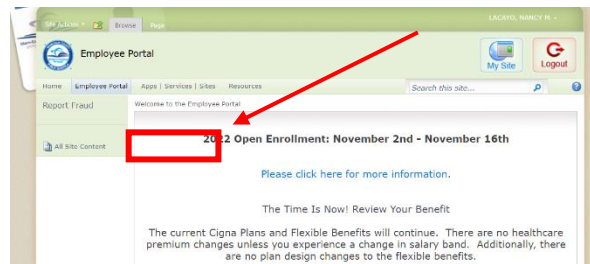 Site Actions Browse Page LACAYO, NANCY M
Employee Portal
My Site Logout
Home Employee Portal Apps | Services | Sites Resources Search this site...
Report Fraud Welcome to the Employee Portal
2022 Open Enrollment: November 2nd - November 16th
All Site Content
Please click here for more information.
The Time Is Now! Review Your Benefit
The current Cigna Plans and Flexible Benefits will continue. There are no healthcare
premium changes unless you experience a change in salary band. Additionally, there
are no plan design changes to the flexible benefits.